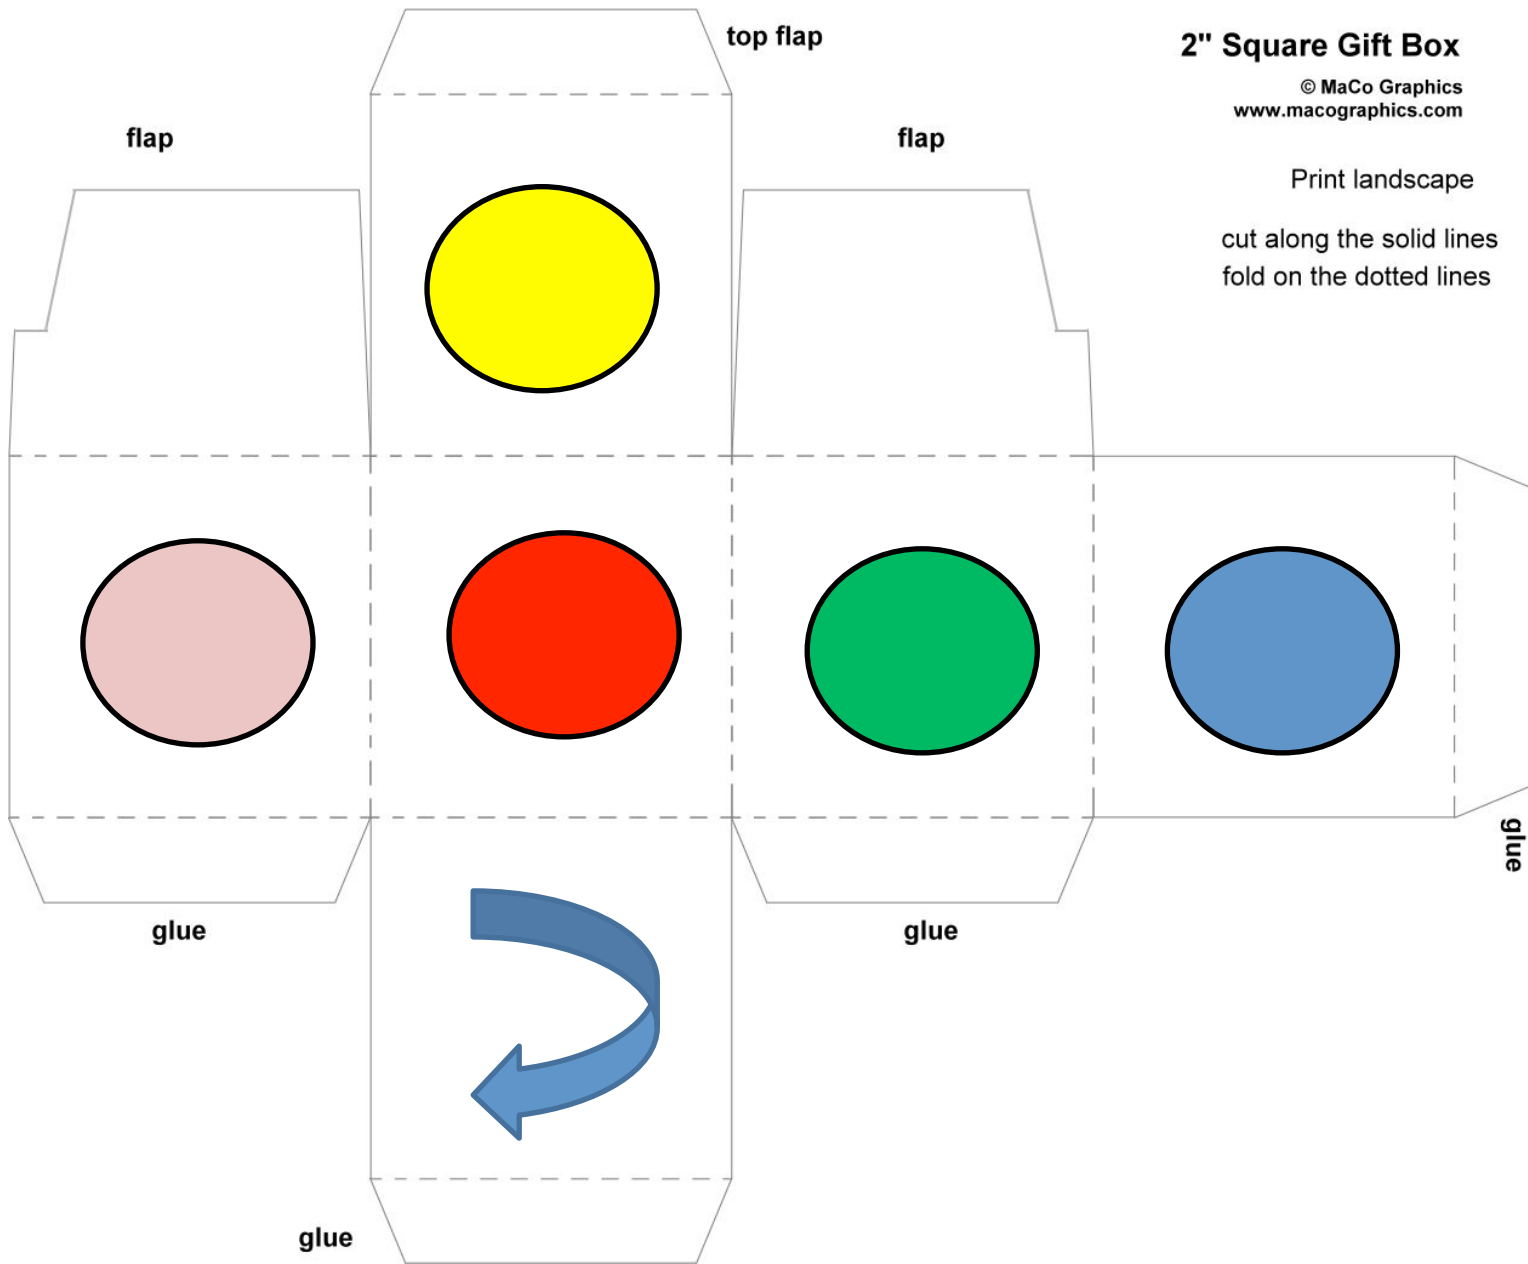 top flap
2" Square Gift Box
© MaCo Graphics
www.macographics.com
flap
flap
Print landscape
cut along the solid lines
fold on the dotted lines
glue
glue
glue
glue